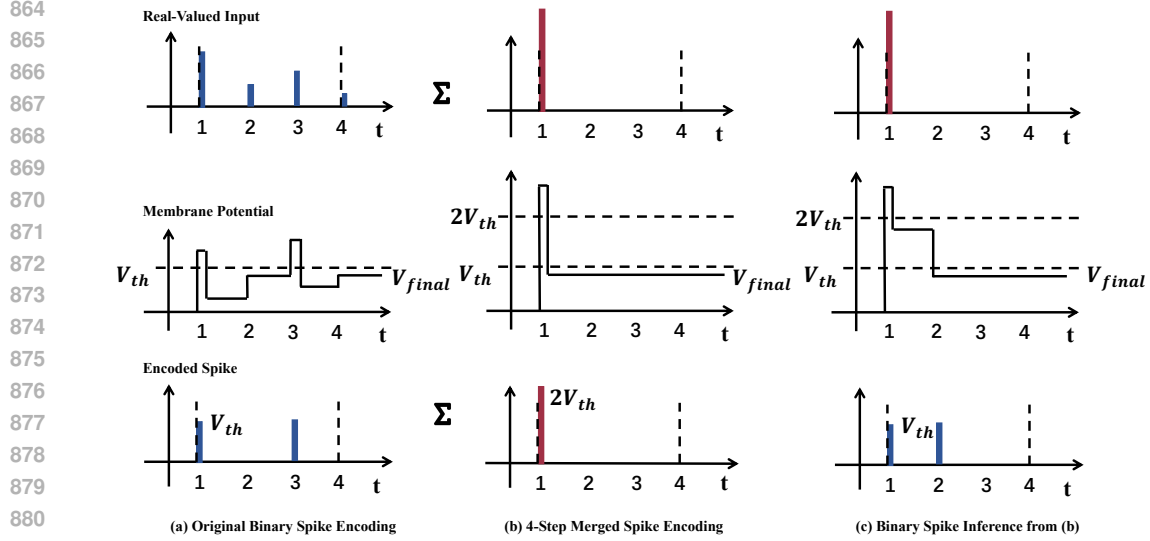 864
865
866
867
868
869
870
871
872
873
874
875
876
877
878
879
880
Real-Valued Input
1 2 3 4 t
Σ
1 2 3 4 t
1 2 3 4 t
Membrane Potential
V_th
V_final
1 2 3 4 t
2V_th
V_th
V_final
1 2 3 4 t
2V_th
V_th
V_final
1 2 3 4 t
Encoded Spike
V_th
1 2 3 4 t
Σ
2V_th
1 2 3 4 t
V_th
1 2 3 4 t
(a) Original Binary Spike Encoding
(b) 4-Step Merged Spike Encoding
(c) Binary Spike Inference from (b)